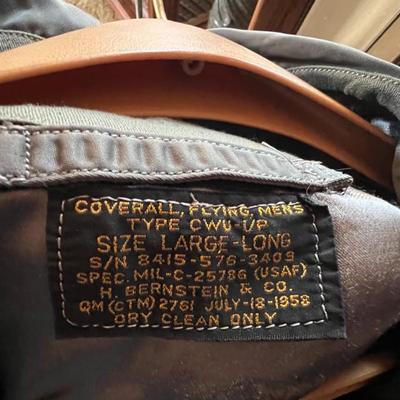 COVERALL, FLYING, MENS
TYPE CWU-1/P
SIZE LARGE-LONG
S/N 8415-576-3409
SPEC. MIL-C-25786 (USAF)
H. BERNSTEIN & CO.
QM (CTM) 2761 JULY-18-1958
DRY CLEAN ONLY